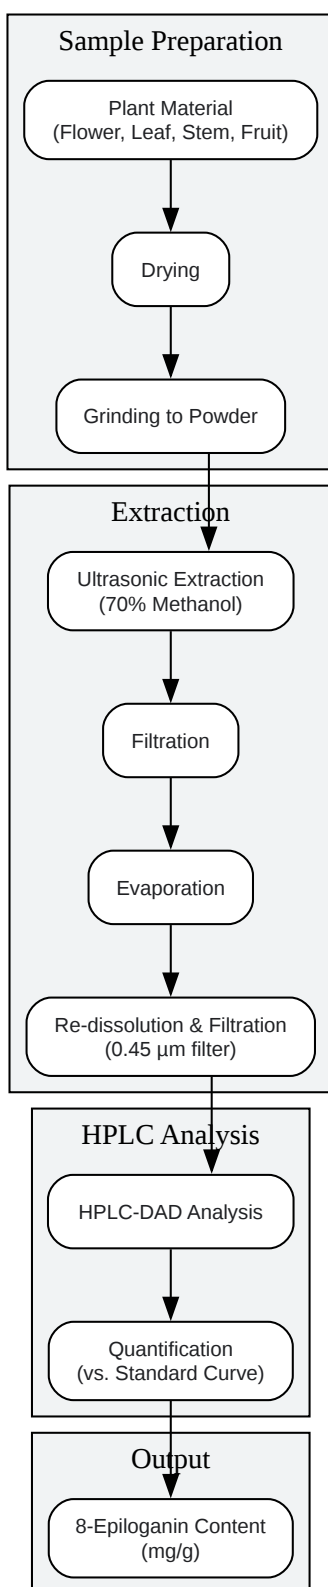 Sample Preparation
Plant Material
(Flower, Leaf, Stem, Fruit)
Drying
Grinding to Powder
Extraction
Ultrasonic Extraction
(70% Methanol)
Filtration
Evaporation
Re-dissolution & Filtration
(0.45 µm filter)
HPLC Analysis
HPLC-DAD Analysis
Quantification
(vs. Standard Curve)
Output
8-Epiloganin Content
(mg/g)